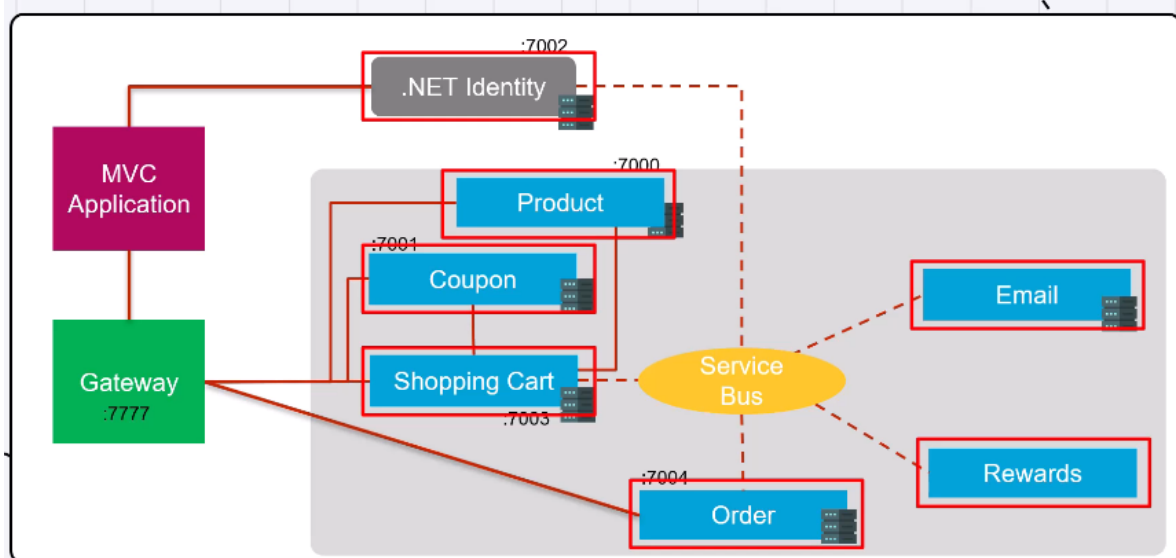 :7002
.NET Identity
MVC
Application
:7000
Product
:7001
Coupon
Email
Gateway
:7777
Shopping Cart
:7003
Service
Bus
Rewards
:7004
Order